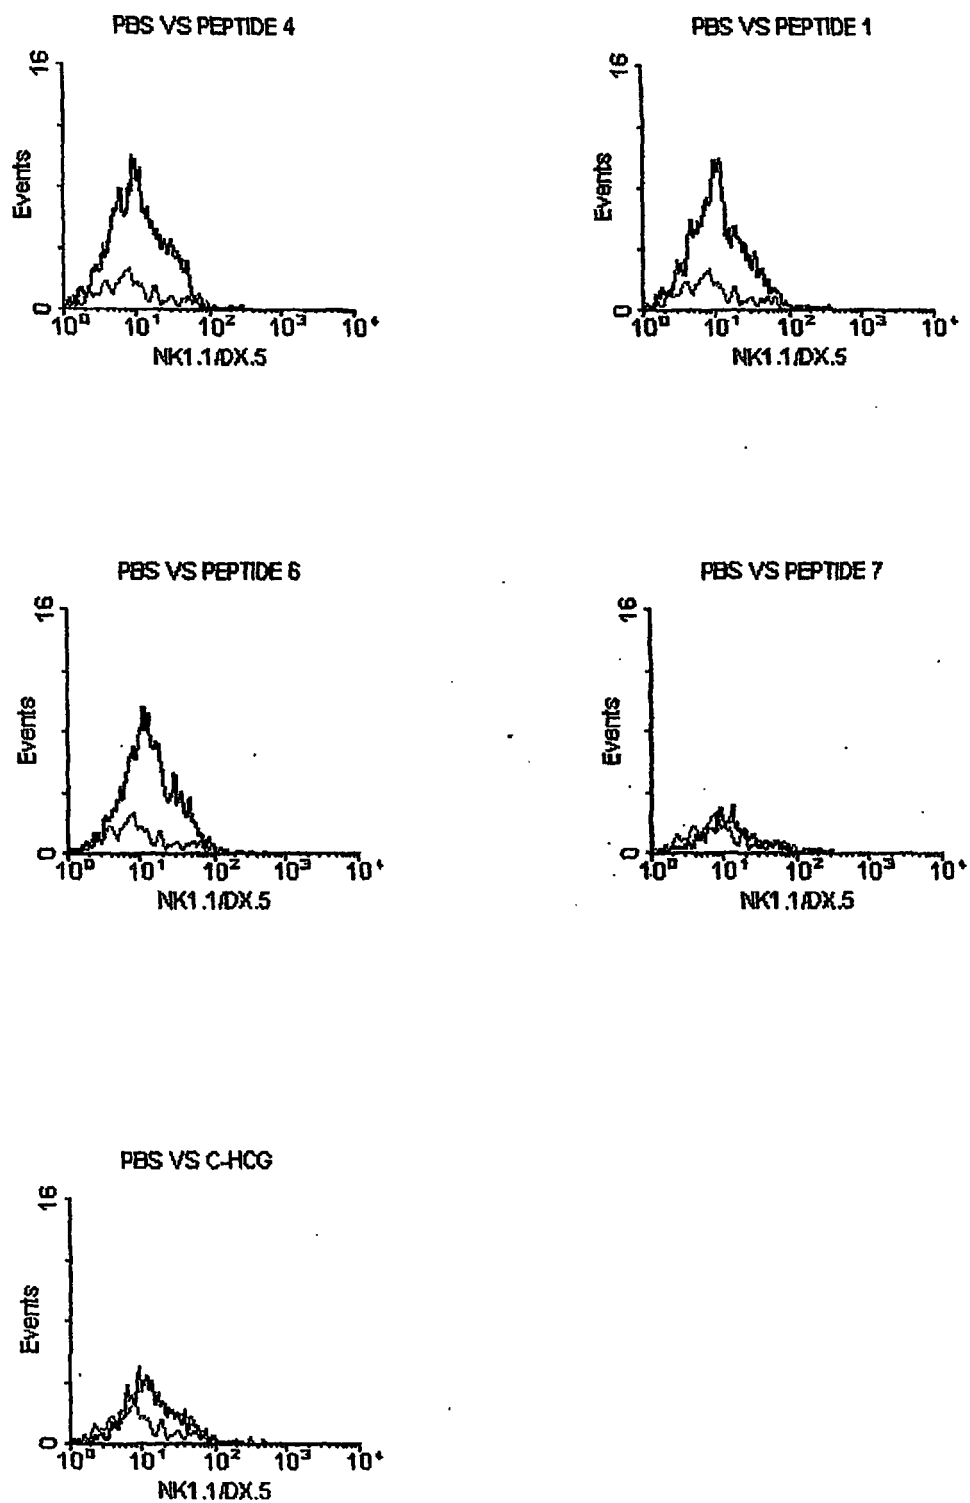 PBS VS PEPTIDE 4
16
Events
0
10⁰ 10¹ 10² 10³ 10⁴
NK1.1/DX.5
PBS VS PEPTIDE 1
16
Events
0
10⁰ 10¹ 10² 10³ 10⁴
NK1.1/DX.5
PBS VS PEPTIDE 6
16
Events
0
10⁰ 10¹ 10² 10³ 10⁴
NK1.1/DX.5
PBS VS PEPTIDE 7
16
Events
0
10⁰ 10¹ 10² 10³ 10⁴
NK1.1/DX.5
PBS VS C-HCG
16
Events
0
10⁰ 10¹ 10² 10³ 10⁴
NK1.1/DX.5